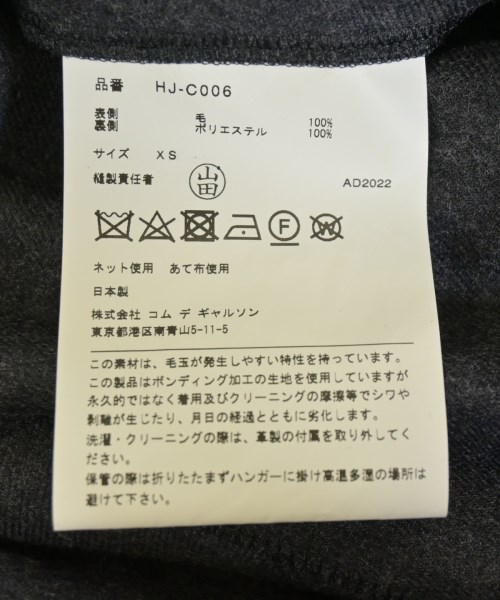 品番 HJ-C006
表側 毛 100%
裏側 ポリエステル 100%
サイズ XS
縫製責任者 山田 AD2022
F W
ネット使用 あて布使用
日本製
株式会社 コム デ ギャルソン
東京都港区南青山5-11-5
この素材は、毛玉が発生しやすい特性を持っています。
この製品はボンディング加工の生地を使用していますが
永久的ではなく着用及びクリーニングの摩擦等でシワや
剥離が生じたり、月日の経過とともに劣化します。
洗濯・クリーニングの際は、革製の付属を取り外してく
ださい。
保管の際は折りたたまずハンガーに掛け高温多湿の場所は
避けて下さい。